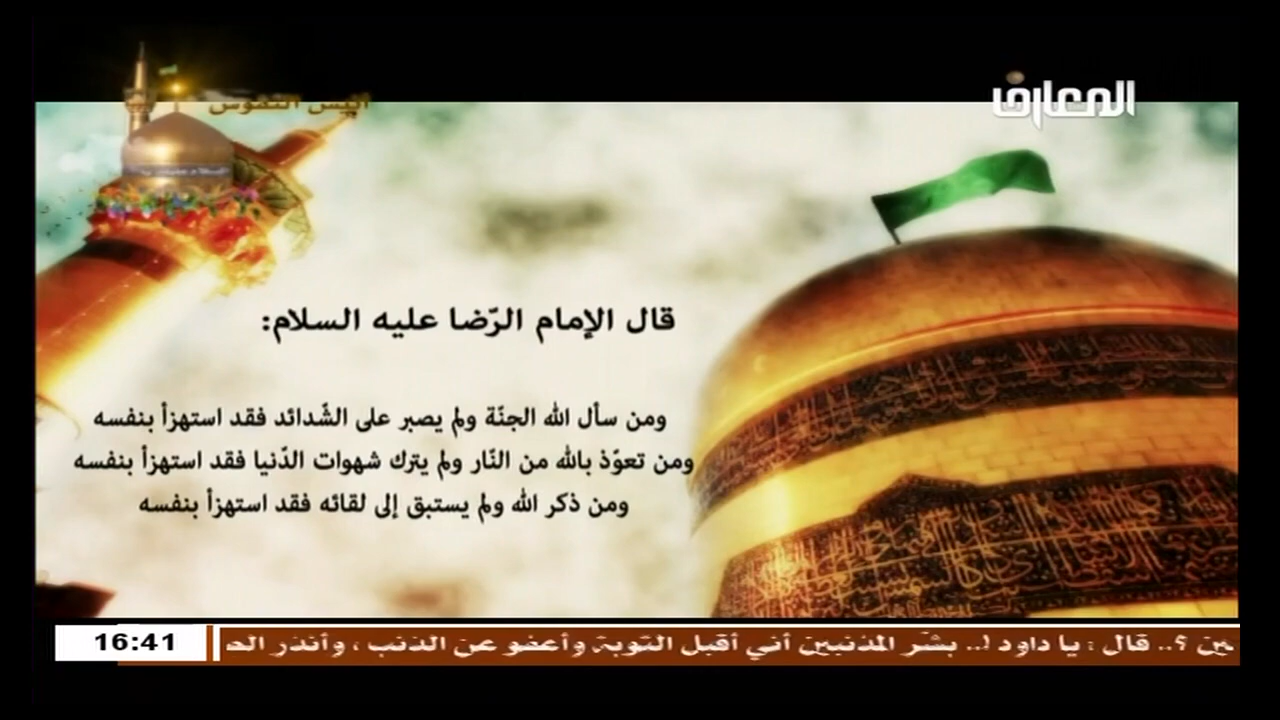 المعارف
أنيس النفوس
قال الإمام الرّضا عليه السلام:
ومن سأل الله الجنّة ولم يصبر على الشّدائد فقد استهزأ بنفسه
ومن تعوّذ بالله من النّار ولم يترك شهوات الدّنيا فقد استهزأ بنفسه
ومن ذكر الله ولم يستبق إلى لقائه فقد استهزأ بنفسه
؟.. قال : يا داود !.. بشّر المذنبين أني أقبل التوبة وأعفو عن الذنب ، وأنذر
16:41